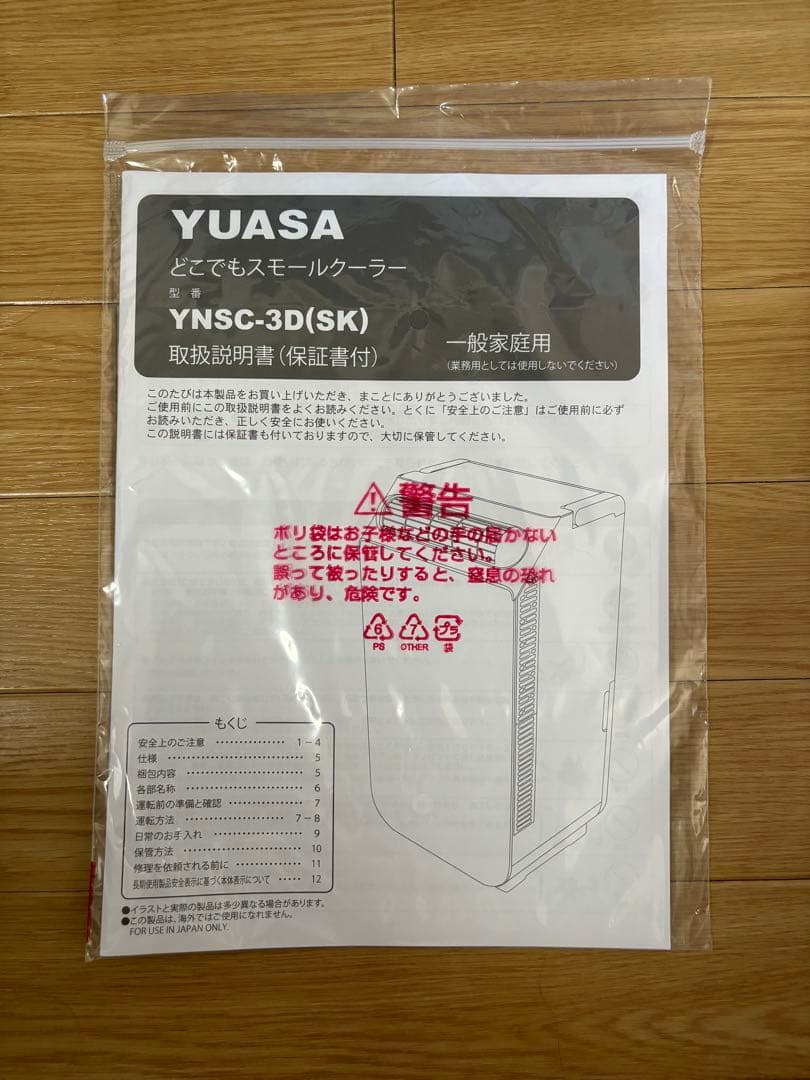 YUASA
どこでもスモールクーラー
型 番
YNSC-3D(SK)
取扱説明書(保証書付)
一般家庭用
(業務用としては使用しないでください)
このたびは本製品をお買い上げいただき、まことにありがとうございました。
ご使用前にこの取扱説明書をよくお読みください。とくに「安全上のご注意」はご使用前に必ず
お読みいただき、正しく安全にお使いください。
この説明書には保証書も付いておりますので、大切に保管してください。
警告
ポリ袋はお子様などの手の届かない
ところに保管してください。
誤って被ったりすると、窒息の恐れ
があり、危険です。
6 7 プラ
PS OTHER 袋
もくじ
安全上のご注意 ・・・・・・・・・・・・・・・ 1-4
仕様 ・・・・・・・・・・・・・・・・・・・・・ 5
梱包内容 ・・・・・・・・・・・・・・・・・・ 5
各部名称 ・・・・・・・・・・・・・・・・・・ 6
運転前の準備と確認 ・・・・・・・・・・・ 7
運転方法 ・・・・・・・・・・・・・・・・ 7-8
日常のお手入れ ・・・・・・・・・・・・・・ 9
保管方法 ・・・・・・・・・・・・・・・・・ 10
修理を依頼される前に ・・・・・・・・・・ 11
長期使用製品安全表示に基づく本体表示について ・・・・・ 12
●イラストと実際の製品は多少異なる場合があります。
●この製品は、海外ではご使用になれません。
FOR USE IN JAPAN ONLY.